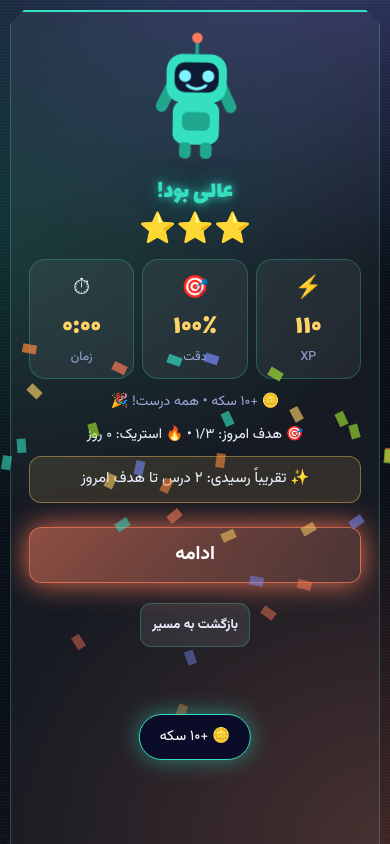 عالی بود!
⭐⭐⭐
⚡ 🎯 ⏱
۱۱۰ ۱۰۰٪ ۰:۰۰
XP دقت زمان
🪙 +۱۰ سکه • همه درست! 🎉
🎯 هدف امروز: ۱/۳ • 🔥 استریک: ۰ روز
✨ تقریباً رسیدی: ۲ درس تا هدف امروز
ادامه
بازگشت به مسیر
🪙 +۱۰ سکه